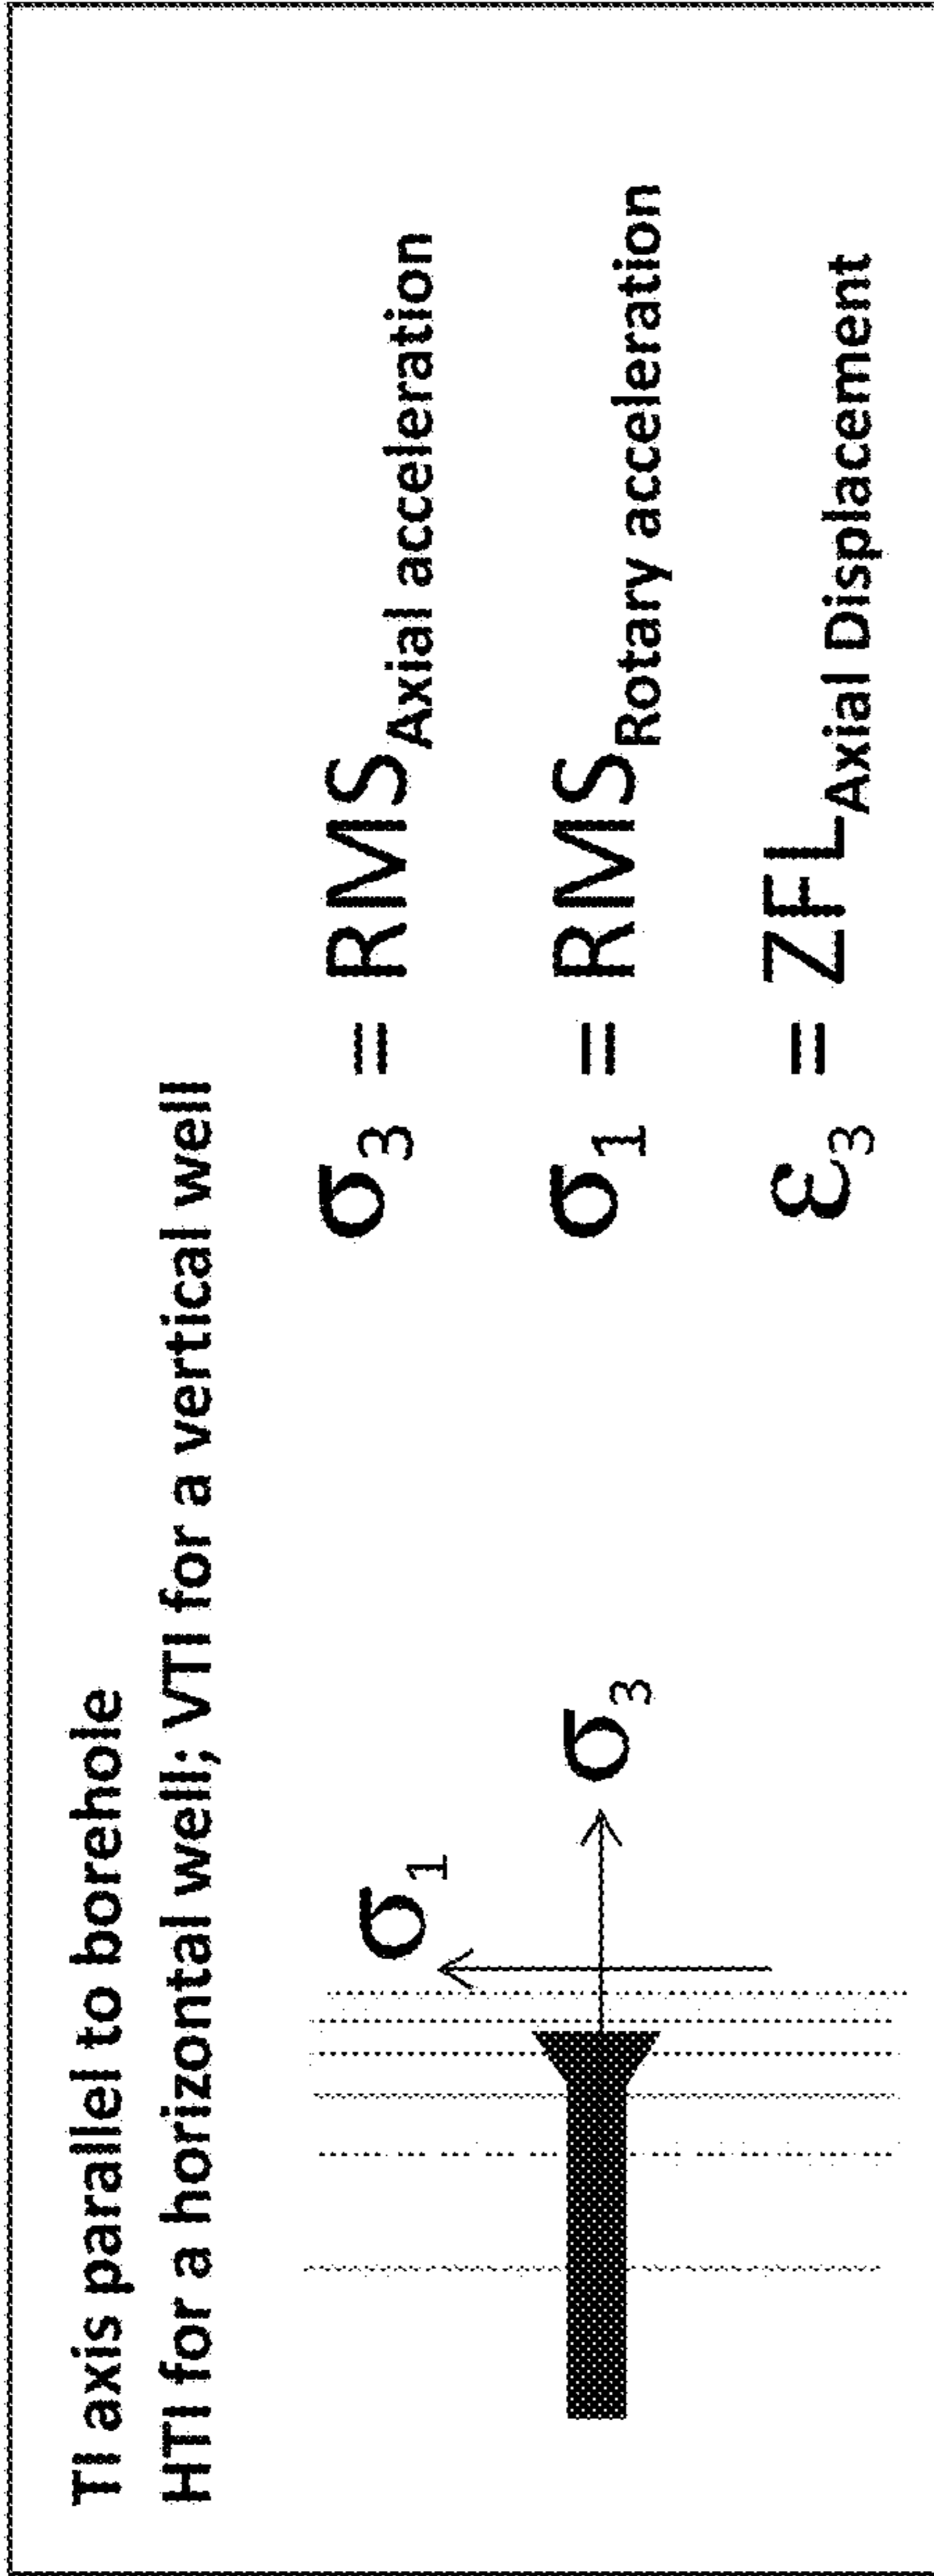 TI axis parallel to borehole
HTI for a horizontal well; VTI for a vertical well
σ1
σ3
σ3 = RMSAxial acceleration
σ1 = RMSRotary acceleration
ε3 = ZFLAxial Displacement